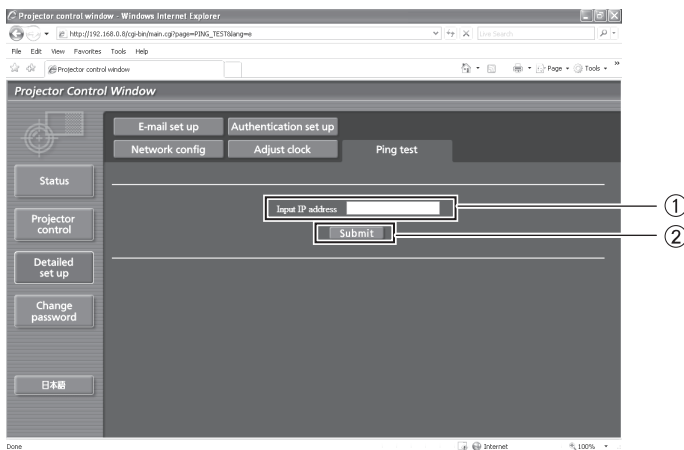 Projector control window - Windows Internet Explorer
http://192.168.0.8/cgi-bin/main.cgi?page=PING_TEST&lang=e
Live Search
File Edit View Favorites Tools Help
Projector control window
Page Tools »
Projector Control Window
E-mail set up Authentication set up
Network config Adjust clock Ping test
Status
Input IP address ①
Projector control
Submit ②
Detailed set up
Change password
日本語
Done Internet 100%